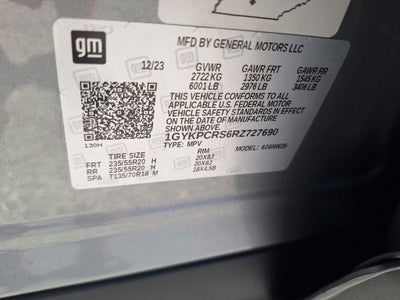 gm
MFD BY GENERAL MOTORS LLC
12/23 GVWR GAWR FRT GAWR RR
2722 KG 1350 KG 1545 KG
6001 LB 2976 LB 3406 LB
THIS VEHICLE CONFORMS TO ALL
APPLICABLE U.S. FEDERAL MOTOR
VEHICLE SAFETY STANDARDS IN EFFECT
ON THE DATE OF MANUFACTURE SHOWN ABOVE.
1GYKPCRS6RZ727690
TYPE: MPV MODEL:
130H
TIRE SIZE RIM
FRT 235/55R20 H 20X8J
RR 235/55R20 H 20X8J
SPA T135/70R18 M 18X4.5B